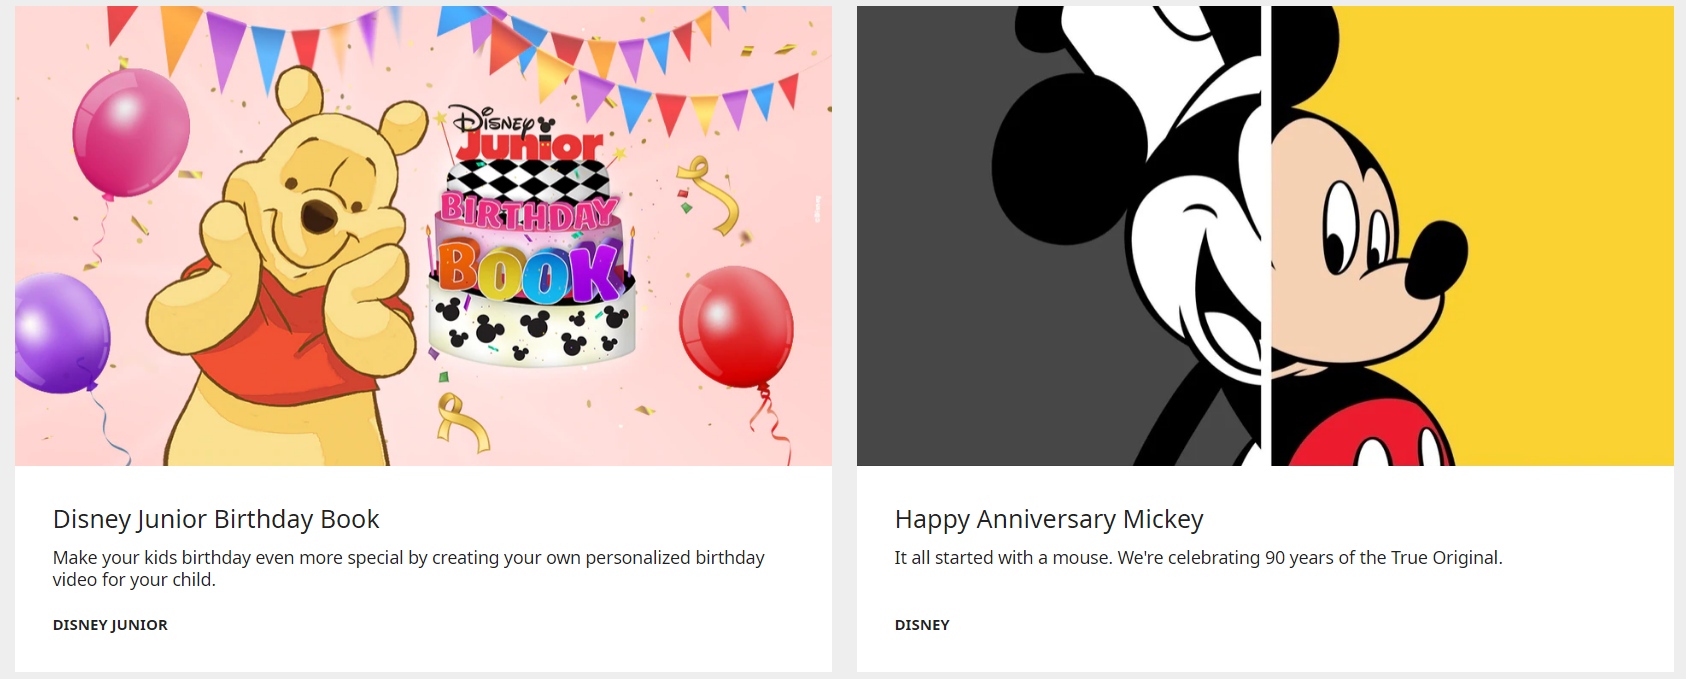 Disney
Junior
BIRTHDAY
BOOK
©Disney
Disney Junior Birthday Book
Make your kids birthday even more special by creating your own personalized birthday
video for your child.
DISNEY JUNIOR
Happy Anniversary Mickey
It all started with a mouse. We're celebrating 90 years of the True Original.
DISNEY